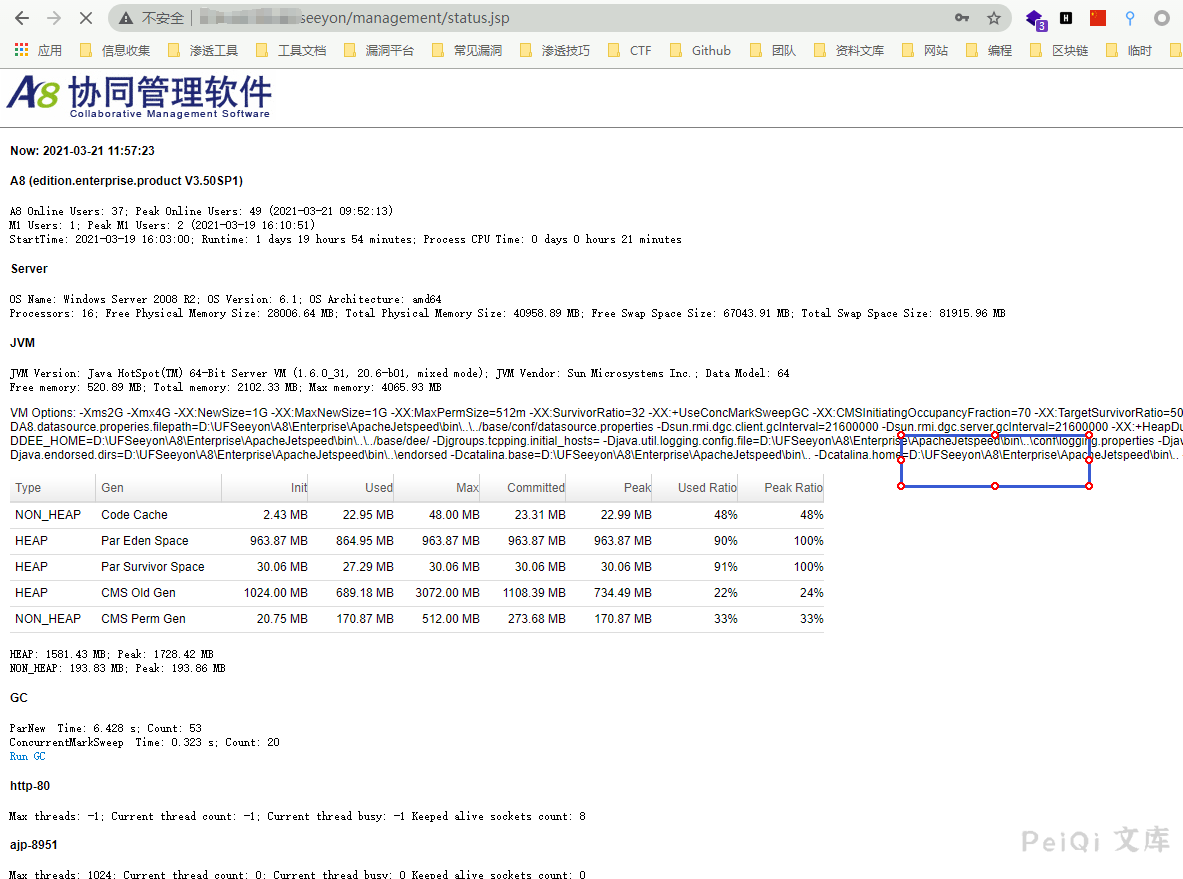 不安全 seeyon/management/status.jsp
3 H
应用 信息收集 渗透工具 工具文档 漏洞平台 常见漏洞 渗透技巧 CTF Github 团队 资料文库 网站 编程 区块链 临时
A8 协同管理软件
Collaborative Management Software
Now: 2021-03-21 11:57:23
A8 (edition.enterprise.product V3.50SP1)
A8 Online Users: 37; Peak Online Users: 49 (2021-03-21 09:52:13)
M1 Users: 1; Peak M1 Users: 2 (2021-03-19 16:10:51)
StartTime: 2021-03-19 16:03:00; Runtime: 1 days 19 hours 54 minutes; Process CPU Time: 0 days 0 hours 21 minutes
Server
OS Name: Windows Server 2008 R2; OS Version: 6.1; OS Architecture: amd64
Processors: 16; Free Physical Memory Size: 28006.64 MB; Total Physical Memory Size: 40958.89 MB; Free Swap Space Size: 67043.91 MB; Total Swap Space Size: 81915.96 MB
JVM
JVM Version: Java HotSpot(TM) 64-Bit Server VM (1.6.0_31, 20.6-b01, mixed mode); JVM Vendor: Sun Microsystems Inc.; Data Model: 64
Free memory: 520.89 MB; Total memory: 2102.33 MB; Max memory: 4065.93 MB
VM Options: -Xms2G -Xmx4G -XX:NewSize=1G -XX:MaxNewSize=1G -XX:MaxPermSize=512m -XX:SurvivorRatio=32 -XX:+UseConcMarkSweepGC -XX:CMSInitiatingOccupancyFraction=70 -XX:TargetSurvivorRatio=50
DA8.datasource.properies.filepath=D:\UFSeeyon\A8\Enterprise\ApacheJetspeed\bin\..\../base/conf/datasource.properties -Dsun.rmi.dgc.client.gcInterval=21600000 -Dsun.rmi.dgc.server.gcInterval=21600000 -XX:+HeapDu
DDEE_HOME=D:\UFSeeyon\A8\Enterprise\ApacheJetspeed\bin\..\../base/dee/ -Djgroups.tcpping.initial_hosts= -Djava.util.logging.config.file=D:\UFSeeyon\A8\Enterprise\ApacheJetspeed\bin\..\conf\logging.properties -Djav
Djava.endorsed.dirs=D:\UFSeeyon\A8\Enterprise\ApacheJetspeed\bin\..\endorsed -Dcatalina.base=D:\UFSeeyon\A8\Enterprise\ApacheJetspeed\bin\.. -Dcatalina.home=D:\UFSeeyon\A8\Enterprise\ApacheJetspeed\bin\..
Type Gen Init Used Max Committed Peak Used Ratio Peak Ratio
NON_HEAP Code Cache 2.43 MB 22.95 MB 48.00 MB 23.31 MB 22.99 MB 48% 48%
HEAP Par Eden Space 963.87 MB 864.95 MB 963.87 MB 963.87 MB 963.87 MB 90% 100%
HEAP Par Survivor Space 30.06 MB 27.29 MB 30.06 MB 30.06 MB 30.06 MB 91% 100%
HEAP CMS Old Gen 1024.00 MB 689.18 MB 3072.00 MB 1108.39 MB 734.49 MB 22% 24%
NON_HEAP CMS Perm Gen 20.75 MB 170.87 MB 512.00 MB 273.68 MB 170.87 MB 33% 33%
HEAP: 1581.43 MB; Peak: 1728.42 MB
NON_HEAP: 193.83 MB; Peak: 193.86 MB
GC
ParNew Time: 6.428 s; Count: 53
ConcurrentMarkSweep Time: 0.323 s; Count: 20
Run GC
http-80
Max threads: -1; Current thread count: -1; Current thread busy: -1 Keeped alive sockets count: 8
ajp-8951
Max threads: 1024; Current thread count: 0; Current thread busy: 0 Keeped alive sockets count: 0
PeiQi 文库